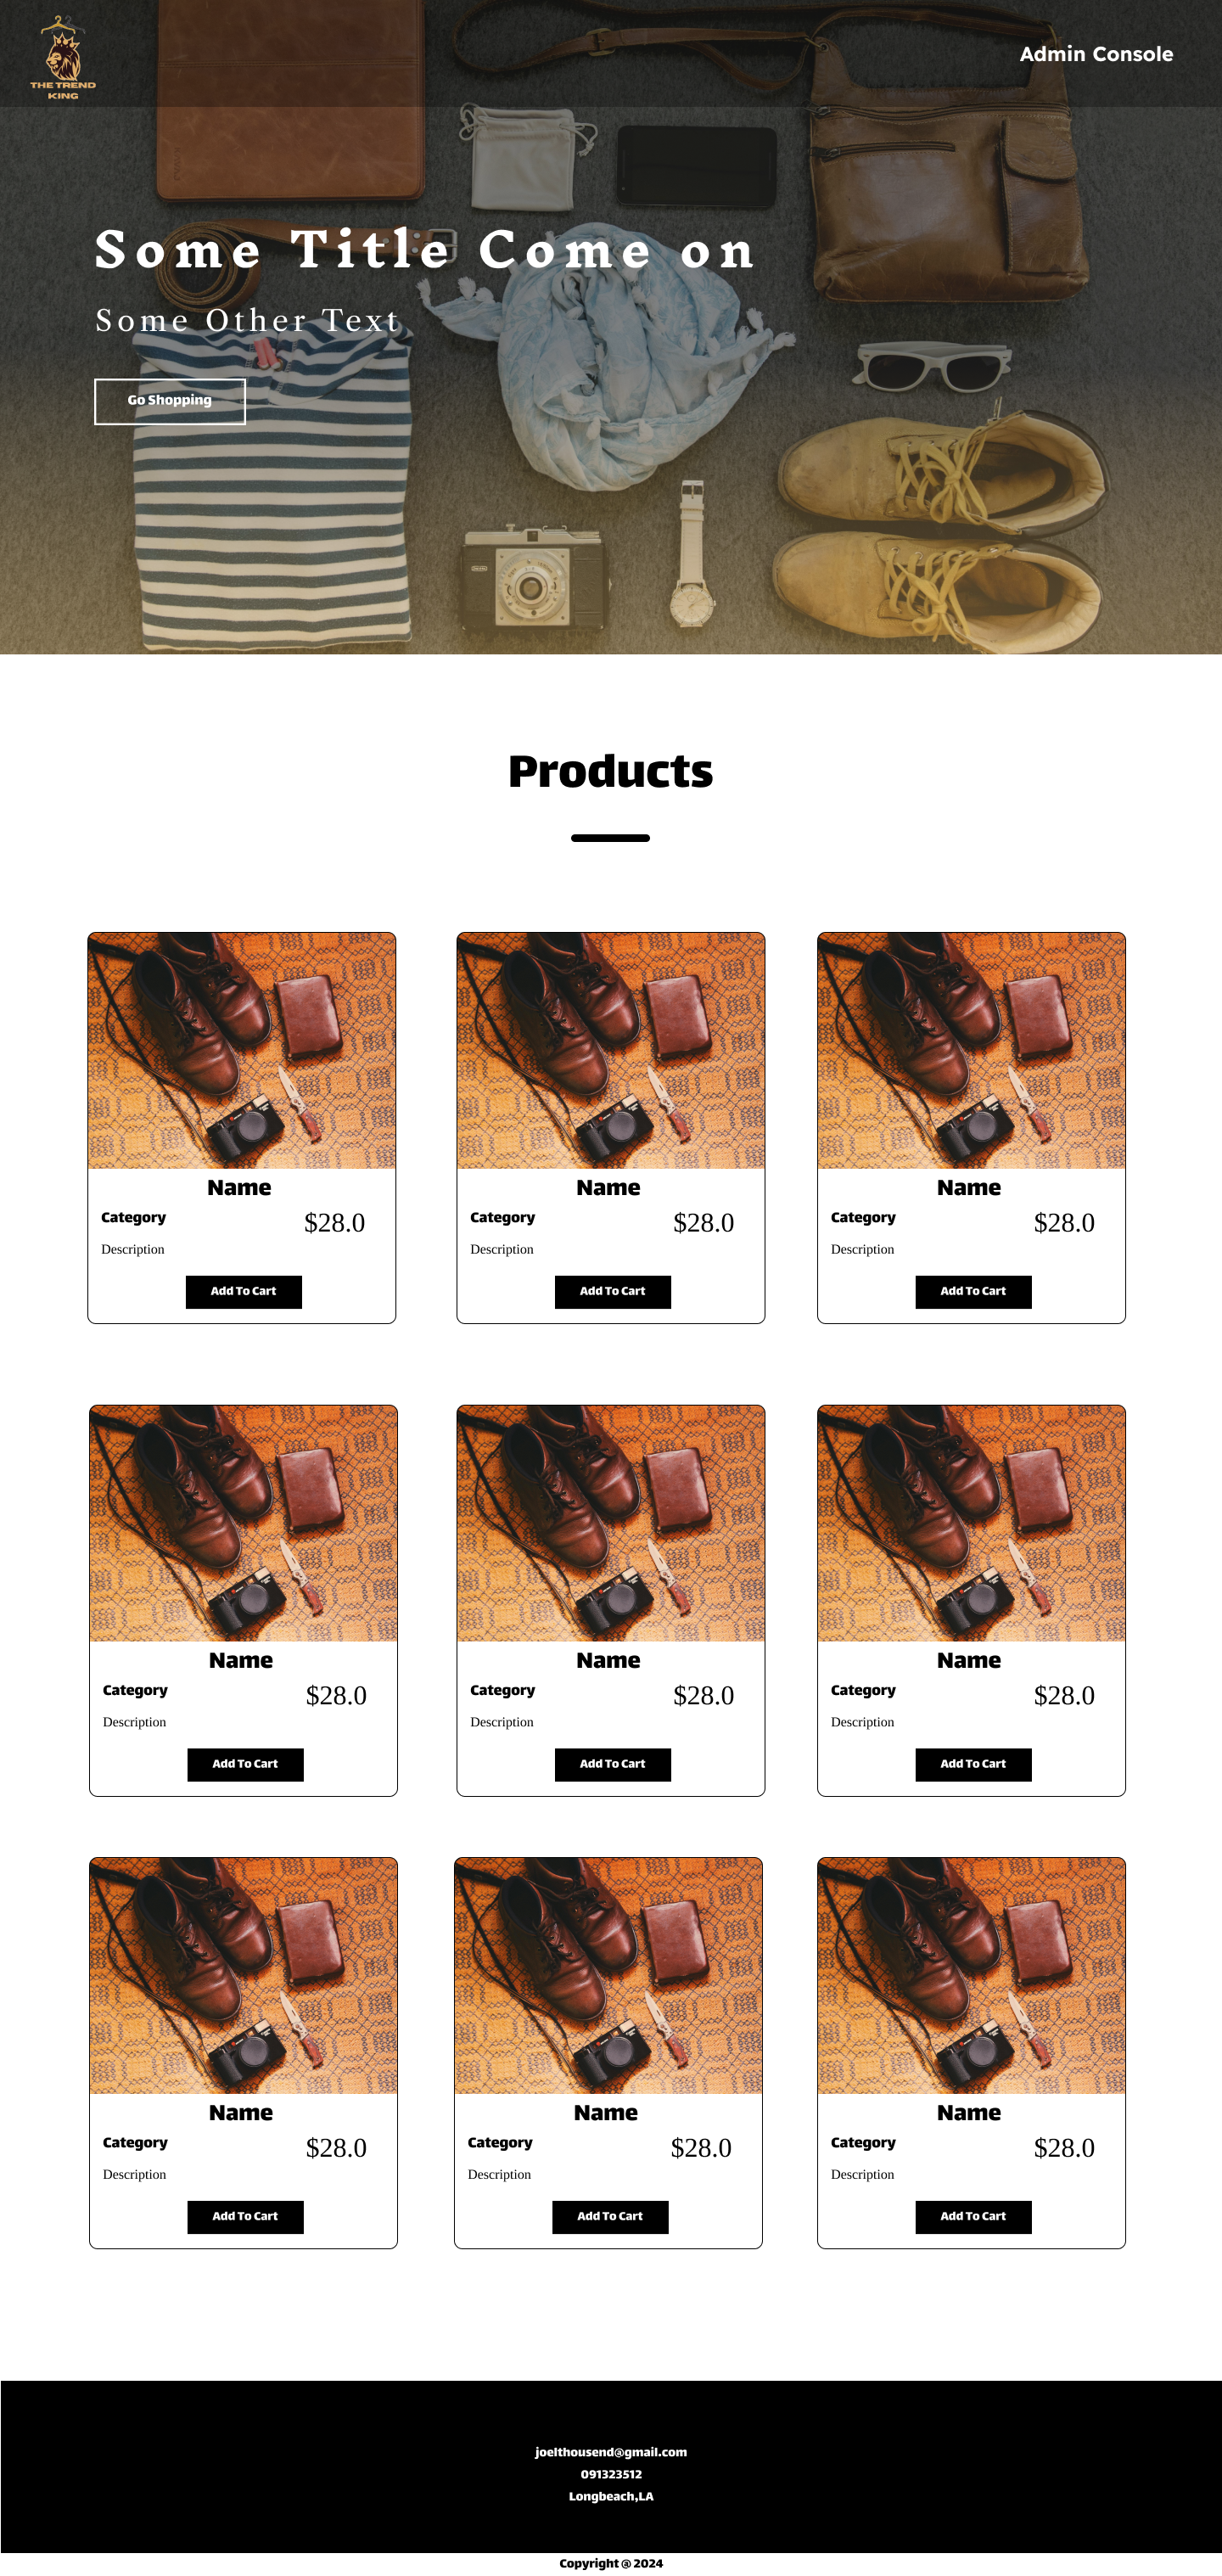 THE TREND
KING
Admin Console
Some Title Come on
Some Other Text
Go Shopping
Products
Name
Category $28.0
Description
Add To Cart
Name
Category $28.0
Description
Add To Cart
Name
Category $28.0
Description
Add To Cart
Name
Category $28.0
Description
Add To Cart
Name
Category $28.0
Description
Add To Cart
Name
Category $28.0
Description
Add To Cart
Name
Category $28.0
Description
Add To Cart
Name
Category $28.0
Description
Add To Cart
Name
Category $28.0
Description
Add To Cart
joelthousend@gmail.com
091323512
Longbeach,LA
Copyright @ 2024